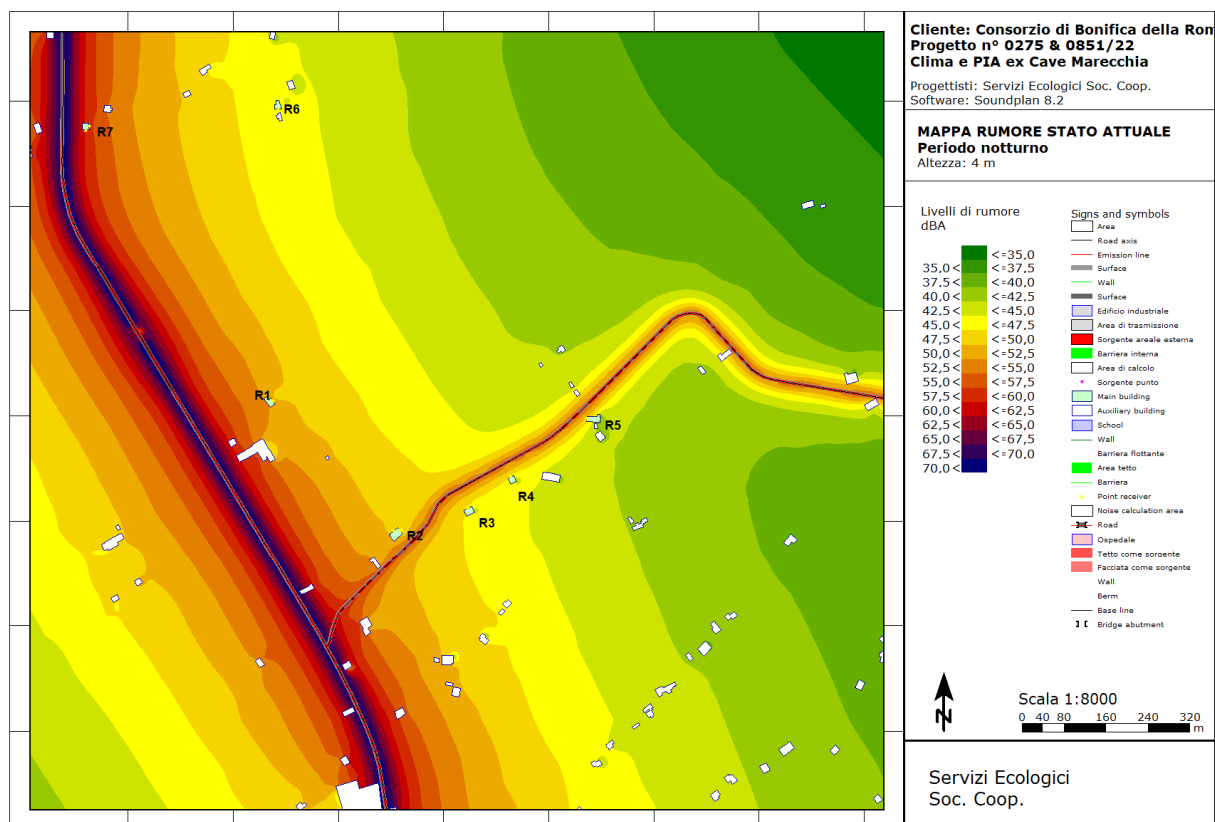 Cliente: Consorzio di Bonifica della Rom
Progetto n° 0275 & 0851/22
Clima e PIA ex Cave Marecchia
Progettisti: Servizi Ecologici Soc. Coop.
Software: Soundplan 8.2
MAPPA RUMORE STATO ATTUALE
Periodo notturno
Altezza: 4 m
Livelli di rumore
dBA
<=35,0
35,0< <=37,5
37,5< <=40,0
40,0< <=42,5
42,5< <=45,0
45,0< <=47,5
47,5< <=50,0
50,0< <=52,5
52,5< <=55,0
55,0< <=57,5
57,5< <=60,0
60,0< <=62,5
62,5< <=65,0
65,0< <=67,5
67,5< <=70,0
70,0<
Signs and symbols
Area
Road axis
Emission line
Surface
Wall
Surface
Edificio industriale
Area di trasmissione
Sorgente areale esterna
Barriera interna
Area di calcolo
Sorgente punto
Main building
Auxiliary building
School
Wall
Barriera flottante
Area tetto
Barriera
Point receiver
Noise calculation area
Road
Ospedale
Tetto come sorgente
Facciata come sorgente
Wall
Berm
Base line
Bridge abutment
N
Scala 1:8000
0 40 80 160 240 320
m
Servizi Ecologici
Soc. Coop.
R6
R7
R1
R5
R4
R3
R2